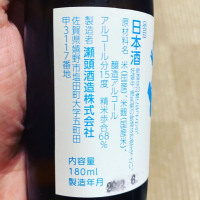 日本酒
原材料名 米(国産)、米麹(国産米)、
醸造アルコール
アルコール分15度 精米歩合68%
製造者 瀬頭酒造株式会社
佐賀県嬉野市塩田町大字五町田
甲3117番地
内容量
180ml
製造年月